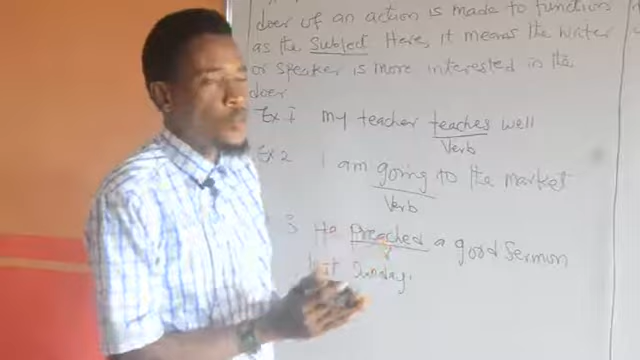 doer of an action is made to function
as the Subject. Here, it means the writer
or speaker is more interested in the
doer
Ex 1 my teacher teaches well
Verb
Ex 2 I am going to the market
Verb
3 He Preached a good Sermon
last Sunday.